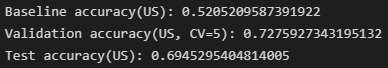 Baseline accuracy(US): 0.5205209587391922
Validation accuracy(US, CV=5): 0.7275927343195132
Test accuracy(US): 0.6945295404814005